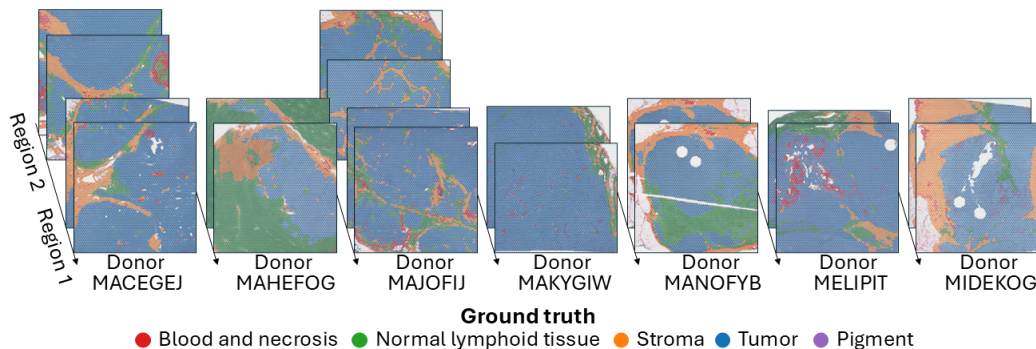 Region 2
Region 1
Donor
MACEGEJ
Donor
MAHEFOG
Donor
MAJOFIJ
Donor
MAKYGIW
Donor
MANOFYB
Donor
MELIPIT
Donor
MIDEKOG
Ground truth
Blood and necrosis
Normal lymphoid tissue
Stroma
Tumor
Pigment